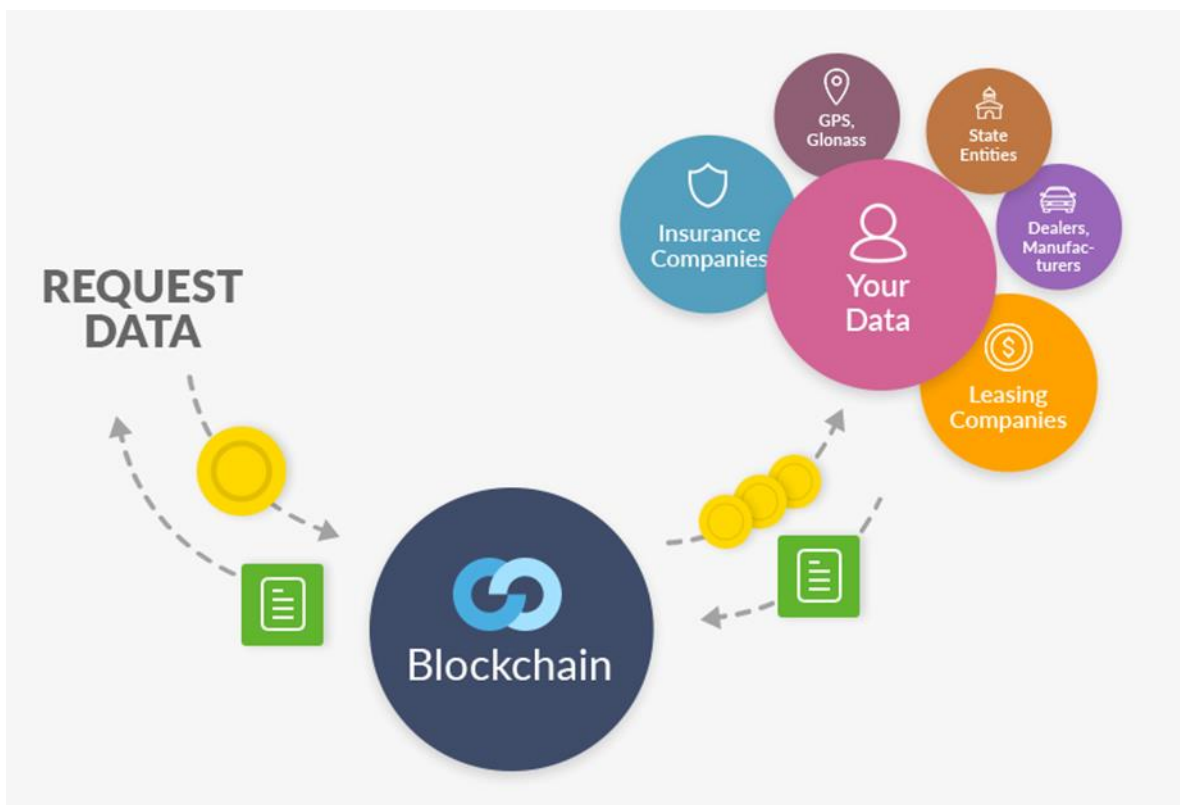 REQUEST
DATA
Blockchain
Insurance
Companies
GPS,
Glonass
State
Entities
Dealers,
Manufac-
turers
Your
Data
Leasing
Companies